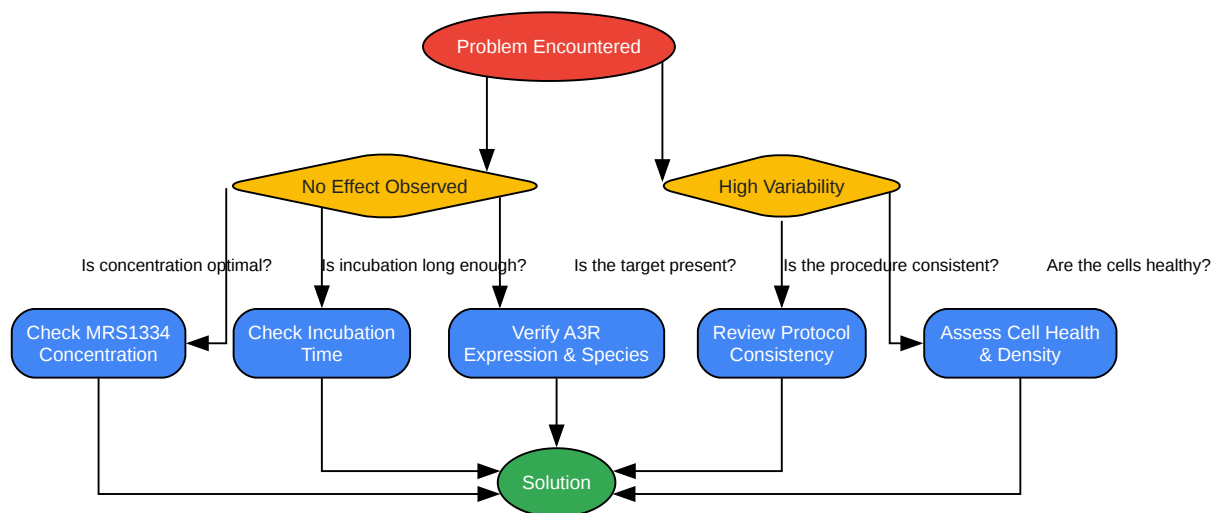 Problem Encountered
No Effect Observed
High Variability
Is concentration optimal?
Is incubation long enough?
Is the target present?
Is the procedure consistent?
Are the cells healthy?
Check MRS1334
Concentration
Check Incubation
Time
Verify A3R
Expression & Species
Review Protocol
Consistency
Assess Cell Health
& Density
Solution